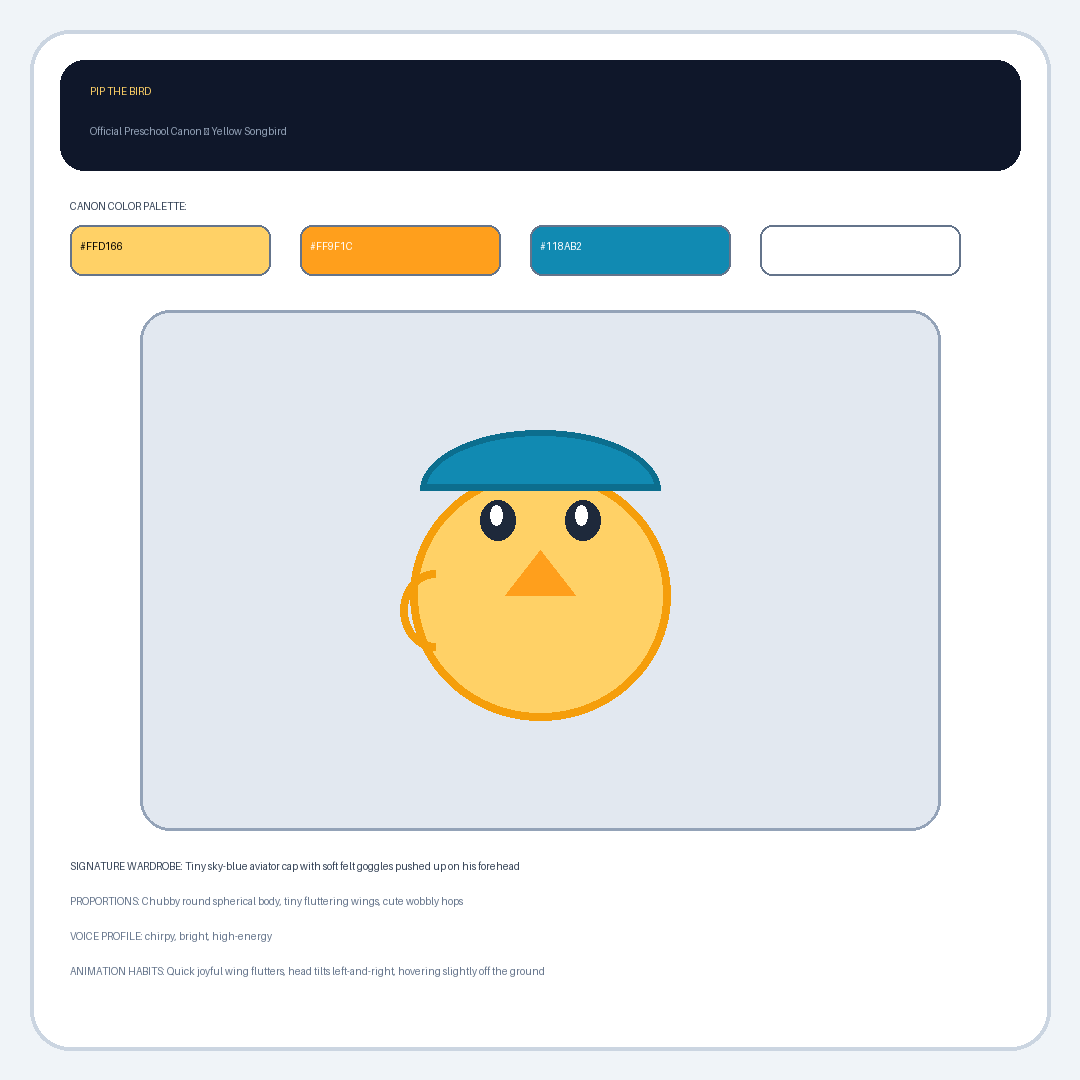 PIP THE BIRD
Official Preschool Canon ▯ Yellow Songbird
CANON COLOR PALETTE:
#FFD166
#FF9F1C
#118AB2
SIGNATURE WARDROBE: Tiny sky-blue aviator cap with soft felt goggles pushed up on his forehead
PROPORTIONS: Chubby round spherical body, tiny fluttering wings, cute wobbly hops
VOICE PROFILE: chirpy, bright, high-energy
ANIMATION HABITS: Quick joyful wing flutters, head tilts left-and-right, hovering slightly off the ground